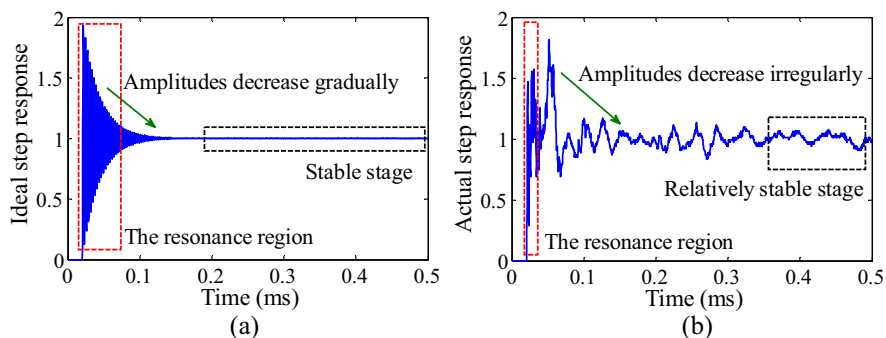 2
1.5
1
0.5
0
Ideal step response
Amplitudes decrease gradually
Stable stage
The resonance region
0 0.1 0.2 0.3 0.4 0.5
Time (ms)
(a)
2
1.5
1
0.5
0
Actual step response
Amplitudes decrease irregularly
Relatively stable stage
The resonance region
0 0.1 0.2 0.3 0.4 0.5
Time (ms)
(b)